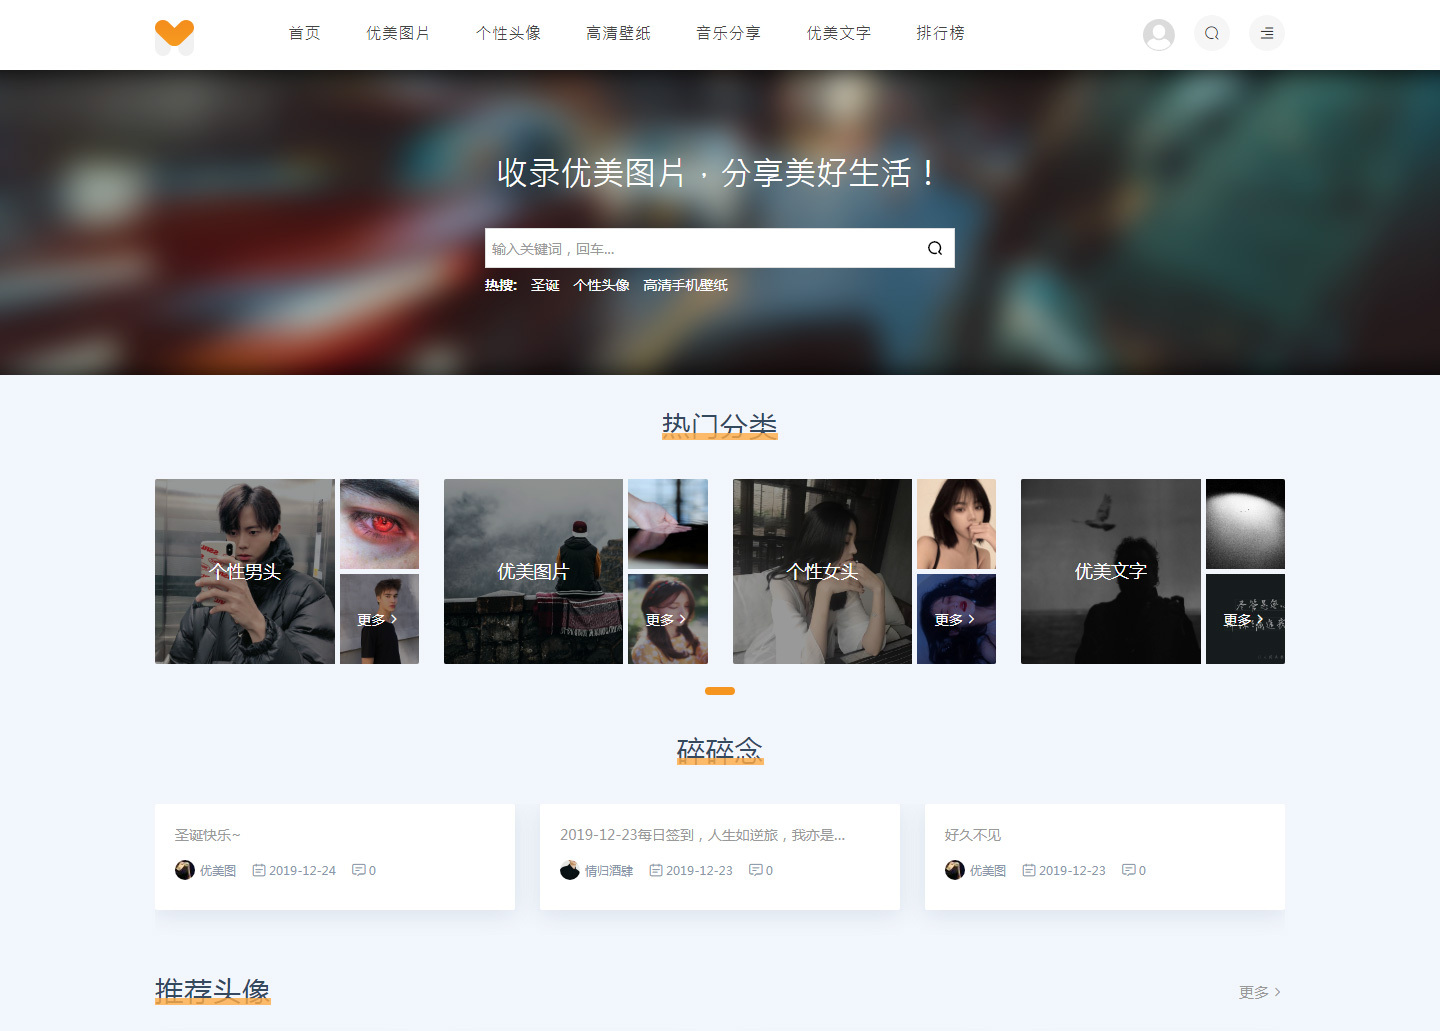 首页 优美图片 个性头像 高清壁纸 音乐分享 优美文字 排行榜
收录优美图片，分享美好生活！
输入关键词，回车...
热搜: 圣诞 个性头像 高清手机壁纸
热门分类
个性男头 更多
优美图片 更多
个性女头 更多
优美文字 更多
碎碎念
圣诞快乐~
优美图 2019-12-24 0
2019-12-23每日签到，人生如逆旅，我亦是...
情归酒肆 2019-12-23 0
好久不见
优美图 2019-12-23 0
推荐头像 更多